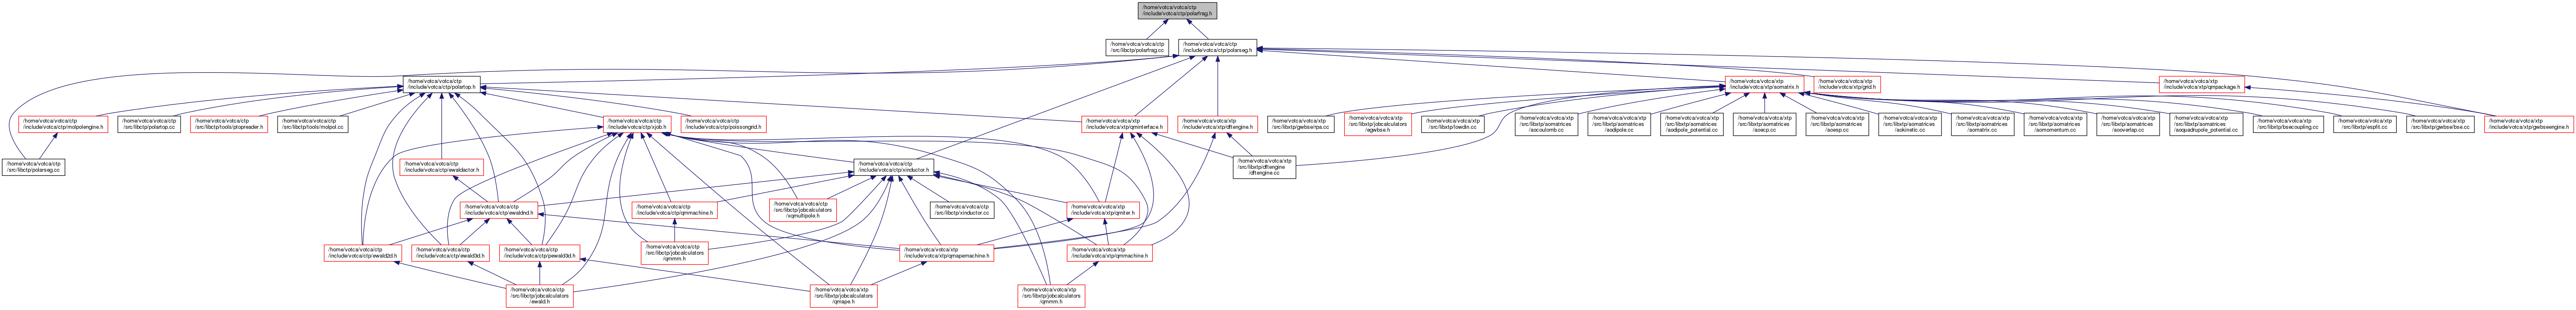 /home/votca/votca/ctp
/include/votca/ctp/polarfrag.h
/home/votca/votca/ctp
/src/libctp/polarfrag.cc
/home/votca/votca/ctp
/include/votca/ctp/polarseg.h
/home/votca/votca/ctp
/include/votca/ctp/polartop.h
/home/votca/votca/xtp
/include/votca/xtp/aomatrix.h
/home/votca/votca/xtp
/include/votca/xtp/grid.h
/home/votca/votca/xtp
/include/votca/xtp/qmpackage.h
/home/votca/votca/ctp
/include/votca/ctp/molpolengine.h
/home/votca/votca/ctp
/src/libctp/polartop.cc
/home/votca/votca/ctp
/src/libctp/tools/ptopreader.h
/home/votca/votca/ctp
/src/libctp/tools/molpol.cc
/home/votca/votca/ctp
/include/votca/ctp/xjob.h
/home/votca/votca/ctp
/include/votca/ctp/poissongrid.h
/home/votca/votca/xtp
/include/votca/xtp/qminterface.h
/home/votca/votca/xtp
/include/votca/xtp/dftengine.h
/home/votca/votca/xtp
/src/libxtp/gwbse/rpa.cc
/home/votca/votca/xtp
/src/libxtp/jobcalculators
/egwbse.h
/home/votca/votca/xtp
/src/libxtp/lowdin.cc
/home/votca/votca/xtp
/src/libxtp/aomatrices
/aocoulomb.cc
/home/votca/votca/xtp
/src/libxtp/aomatrices
/aodipole.cc
/home/votca/votca/xtp
/src/libxtp/aomatrices
/aodipole_potential.cc
/home/votca/votca/xtp
/src/libxtp/aomatrices
/aoecp.cc
/home/votca/votca/xtp
/src/libxtp/aomatrices
/aoesp.cc
/home/votca/votca/xtp
/src/libxtp/aomatrices
/aokinetic.cc
/home/votca/votca/xtp
/src/libxtp/aomatrices
/aomatrix.cc
/home/votca/votca/xtp
/src/libxtp/aomatrices
/aomomentum.cc
/home/votca/votca/xtp
/src/libxtp/aomatrices
/aooverlap.cc
/home/votca/votca/xtp
/src/libxtp/aomatrices
/aoquadrupole_potential.cc
/home/votca/votca/xtp
/src/libxtp/bsecoupling.cc
/home/votca/votca/xtp
/src/libxtp/espfit.cc
/home/votca/votca/xtp
/src/libxtp/gwbse/bse.cc
/home/votca/votca/xtp
/include/votca/xtp/gwbseengine.h
/home/votca/votca/ctp
/src/libctp/polarseg.cc
/home/votca/votca/ctp
/include/votca/ctp/ewaldactor.h
/home/votca/votca/ctp
/include/votca/ctp/xinductor.h
/home/votca/votca/xtp
/src/libxtp/dftengine
/dftengine.cc
/home/votca/votca/ctp
/include/votca/ctp/ewaldnd.h
/home/votca/votca/ctp
/include/votca/ctp/qmmachine.h
/home/votca/votca/ctp
/src/libctp/jobcalculators
/xqmultipole.h
/home/votca/votca/ctp
/src/libctp/xinductor.cc
/home/votca/votca/xtp
/include/votca/xtp/qmiter.h
/home/votca/votca/ctp
/include/votca/ctp/ewald2d.h
/home/votca/votca/ctp
/include/votca/ctp/ewald3d.h
/home/votca/votca/ctp
/include/votca/ctp/pewald3d.h
/home/votca/votca/ctp
/src/libctp/jobcalculators
/qmmm.h
/home/votca/votca/xtp
/include/votca/xtp/qmapemachine.h
/home/votca/votca/xtp
/include/votca/xtp/qmmachine.h
/home/votca/votca/ctp
/src/libctp/jobcalculators
/ewald.h
/home/votca/votca/xtp
/src/libxtp/jobcalculators
/qmape.h
/home/votca/votca/xtp
/src/libxtp/jobcalculators
/qmmm.h